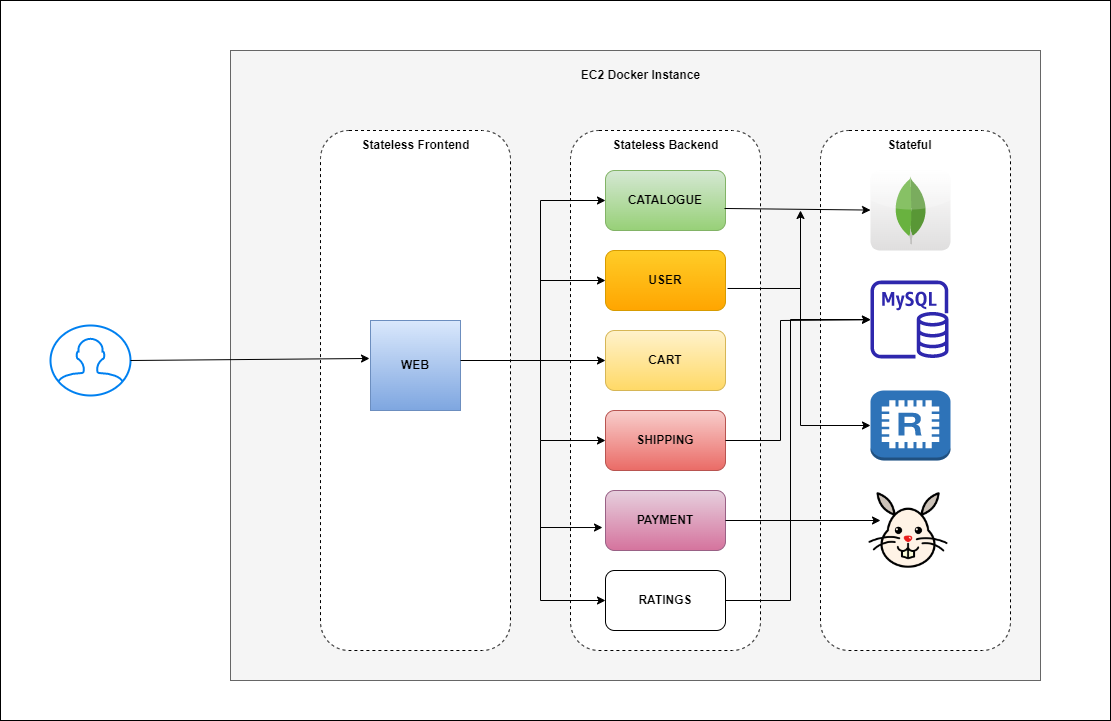 EC2 Docker Instance
Stateless Frontend
Stateless Backend
Stateful
CATALOGUE
USER
MySQL
WEB
CART
R
SHIPPING
PAYMENT
RATINGS